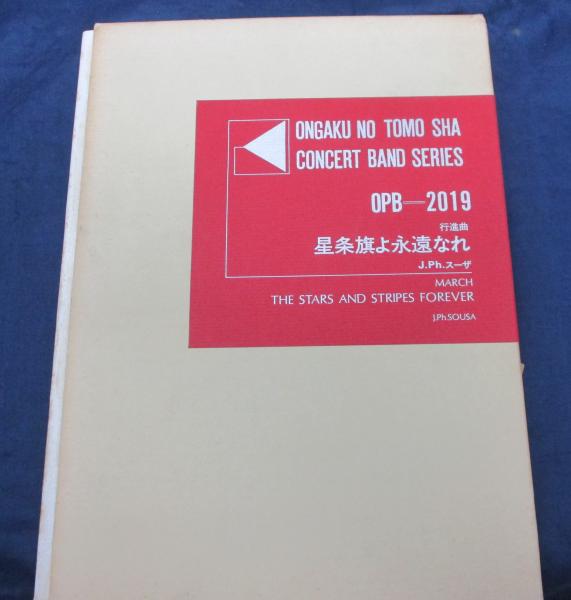 ONGAKU NO TOMO SHA
CONCERT BAND SERIES
OPB—2019
行進曲
星条旗よ永遠なれ
J.Ph.スーザ
MARCH
THE STARS AND STRIPES FOREVER
J.Ph.SOUSA